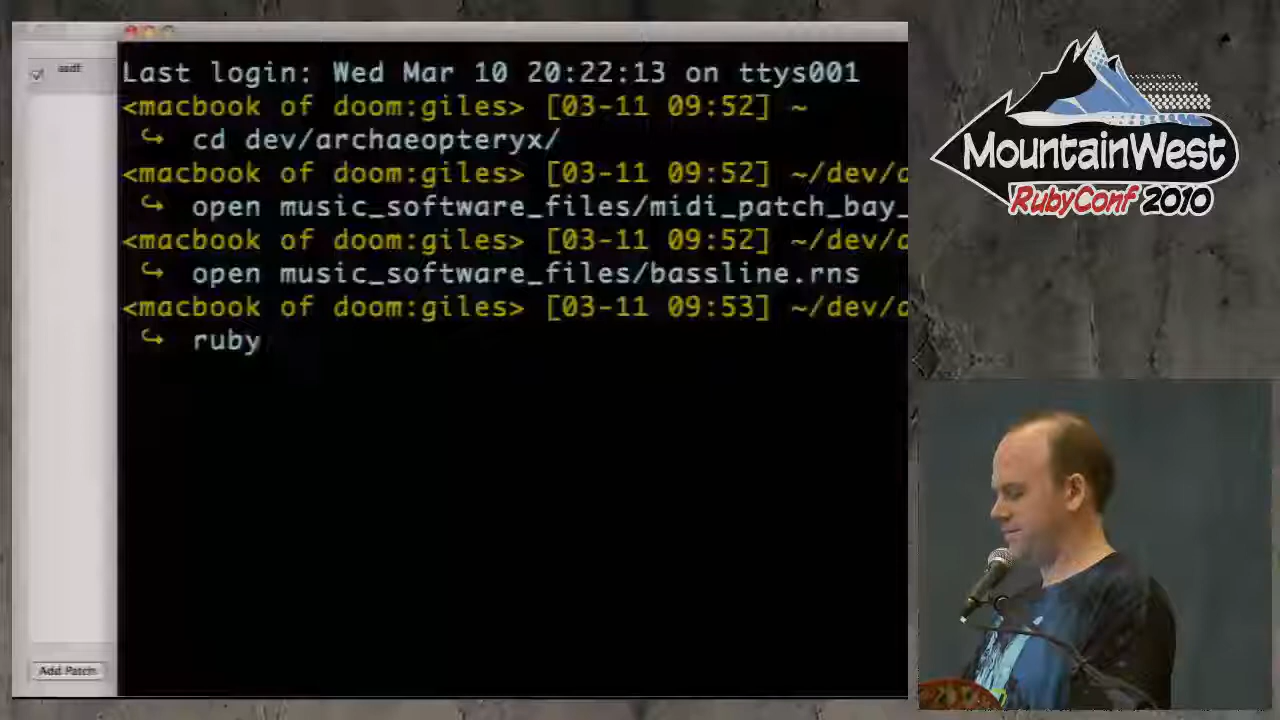 asdf
Last login: Wed Mar 10 20:22:13 on ttys001
<macbook of doom:giles> [03-11 09:52] ~
↪ cd dev/archaeopteryx/
<macbook of doom:giles> [03-11 09:52] ~/dev/a
↪ open music_software_files/midi_patch_bay_
<macbook of doom:giles> [03-11 09:52] ~/dev/a
↪ open music_software_files/bassline.rns
<macbook of doom:giles> [03-11 09:53] ~/dev/a
↪ ruby
Add Patch
MountainWest
RubyConf 2010